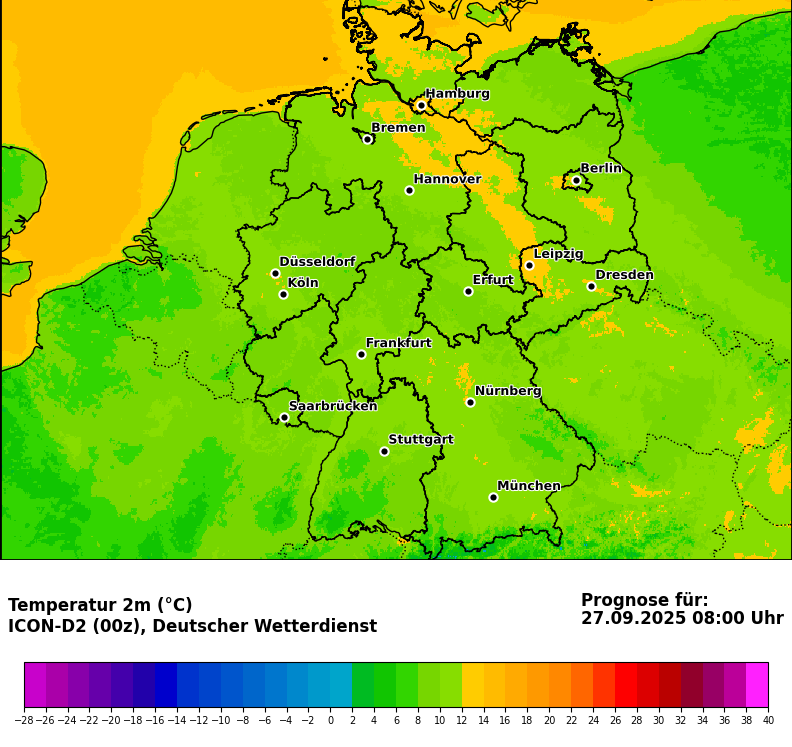 Hamburg
Bremen
Berlin
Hannover
Leipzig
Düsseldorf
Dresden
Köln
Erfurt
Frankfurt
Nürnberg
Saarbrücken
Stuttgart
München
Temperatur 2m (°C)
ICON-D2 (00z), Deutscher Wetterdienst
Prognose für:
27.09.2025 08:00 Uhr
−28 −26 −24 −22 −20 −18 −16 −14 −12 −10 −8 −6 −4 −2 0 2 4 6 8 10 12 14 16 18 20 22 24 26 28 30 32 34 36 38 40